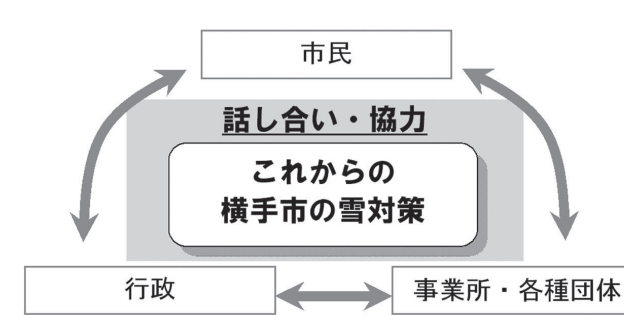 市民
話し合い・協力
これからの
横手市の雪対策
行政
事業所・各種団体